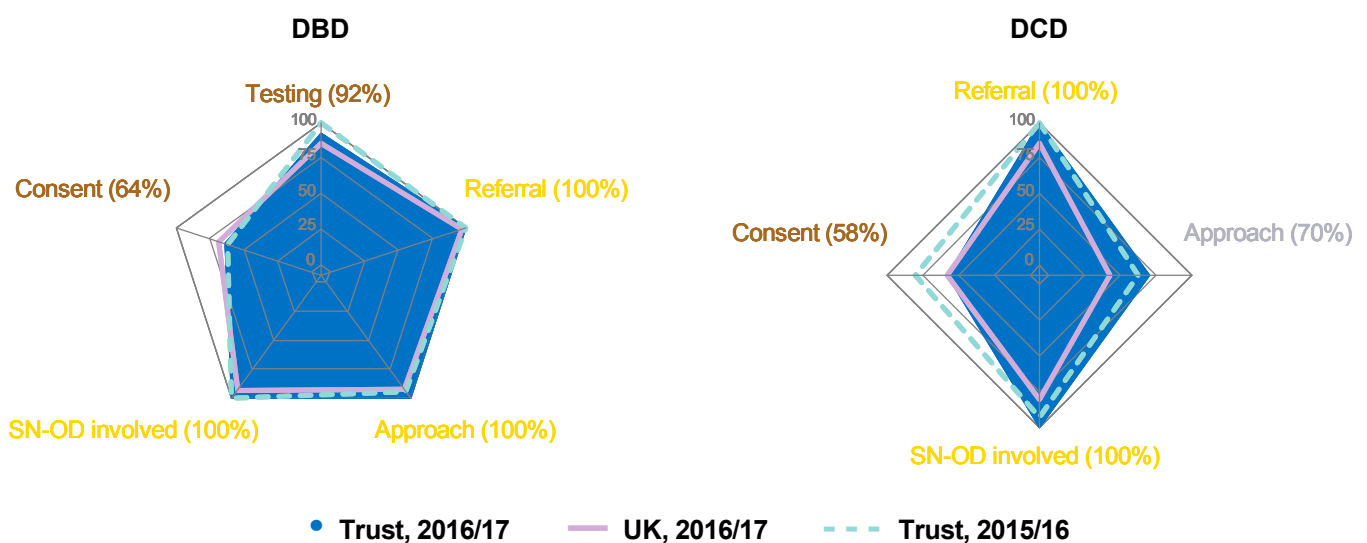 DBD
Testing (92%)
100
75
50
25
0
Consent (64%)
Referral (100%)
SN-OD involved (100%)
Approach (100%)
DCD
Referral (100%)
100
75
50
25
0
Consent (58%)
Approach (70%)
SN-OD involved (100%)
Trust, 2016/17
UK, 2016/17
Trust, 2015/16